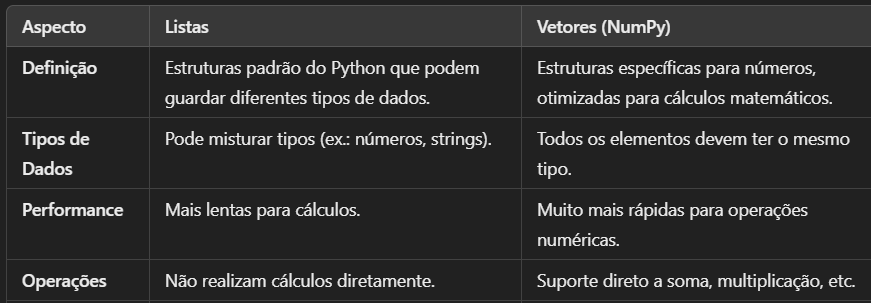 Aspecto Listas Vetores (NumPy)
Definição Estruturas padrão do Python que podem Estruturas específicas para números,
guardar diferentes tipos de dados. otimizadas para cálculos matemáticos.
Tipos de Pode misturar tipos (ex.: números, strings). Todos os elementos devem ter o mesmo
Dados tipo.
Performance Mais lentas para cálculos. Muito mais rápidas para operações
numéricas.
Operações Não realizam cálculos diretamente. Suporte direto a soma, multiplicação, etc.